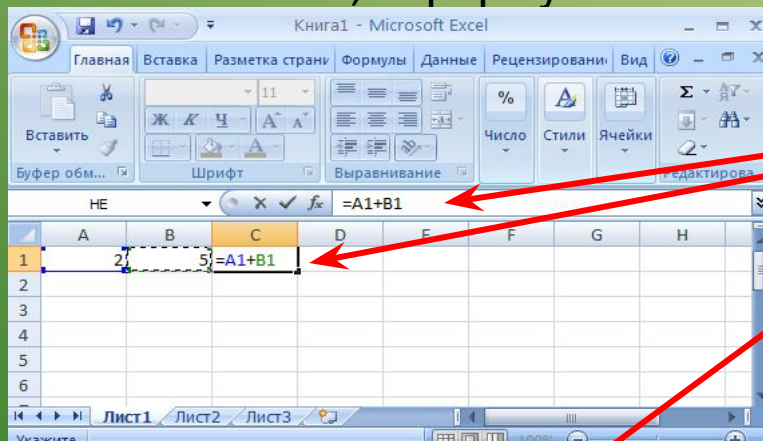 Книга1 - Microsoft Excel
Главная Вставка Разметка страни Формулы Данные Рецензировани Вид
11
Вставить Ж К Ч А А % Число Стили Ячейки Σ
Буфер обм... Шрифт Выравнивание Редактирова
НЕ fx =A1+B1
A B C D E F G H
1 2 5 =A1+B1
2
3
4
5
6
Лист1 Лист2 Лист3
Укажите 100%